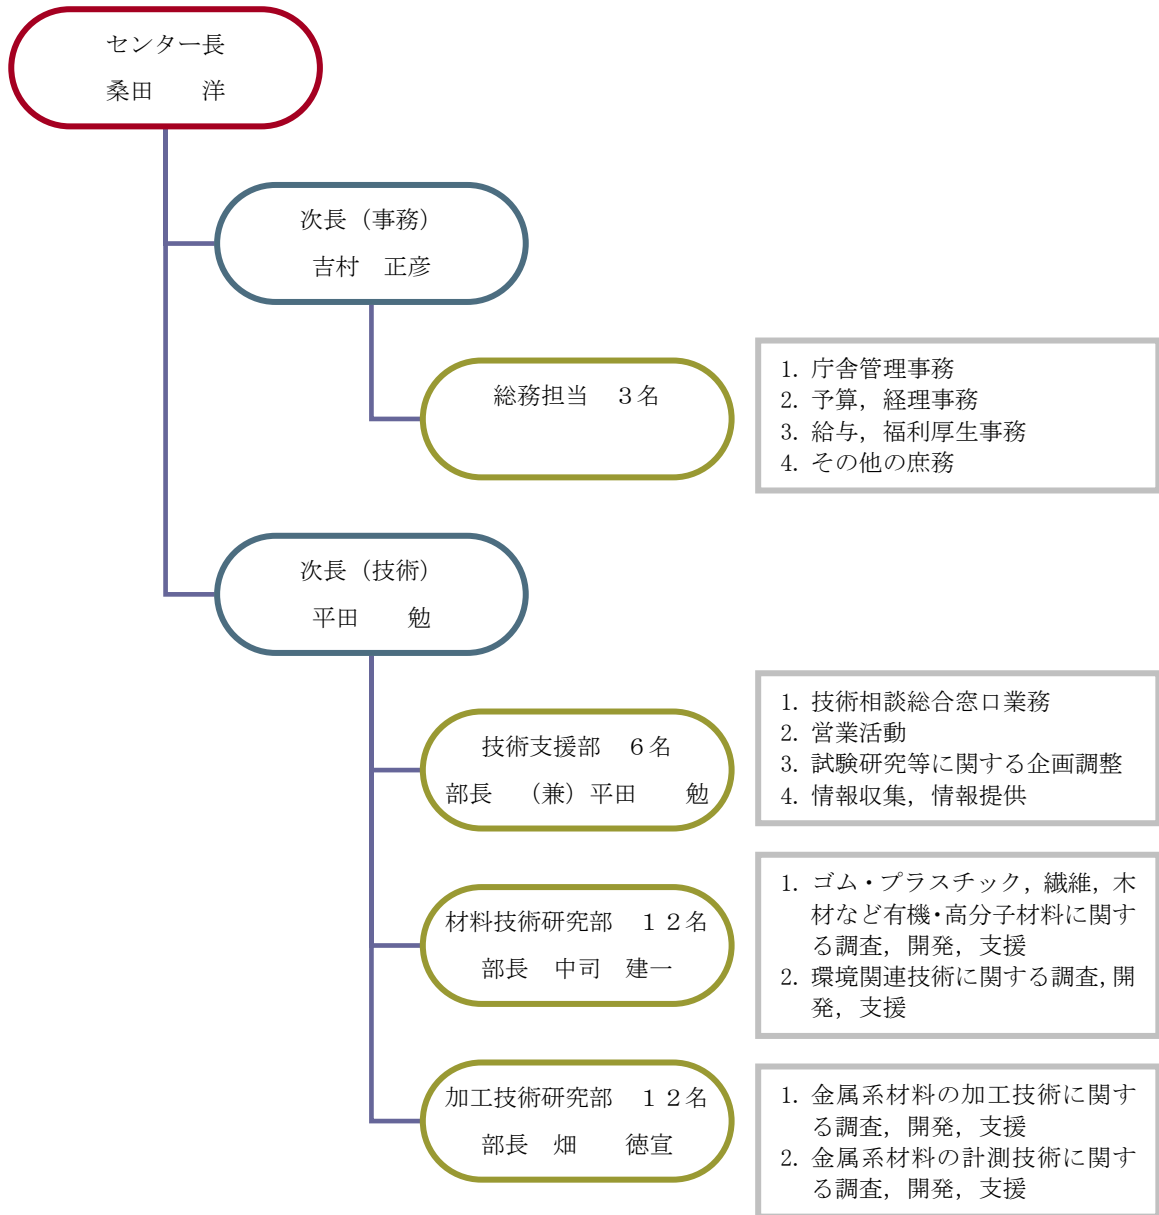 センター長
桑田　　洋
次長（事務）
吉村　正彦
総務担当　３名
1. 庁舎管理事務
2. 予算，経理事務
3. 給与，福利厚生事務
4. その他の庶務
次長（技術）
平田　　勉
技術支援部　６名
部長　（兼）平田　　勉
1. 技術相談総合窓口業務
2. 営業活動
3. 試験研究等に関する企画調整
4. 情報収集，情報提供
材料技術研究部　１２名
部長　中司　建一
1. ゴム・プラスチック，繊維，木
材など有機・高分子材料に関す
る調査，開発，支援
2. 環境関連技術に関する調査，開
発，支援
加工技術研究部　１２名
部長　畑　　徳宣
1. 金属系材料の加工技術に関す
る調査，開発，支援
2. 金属系材料の計測技術に関す
る調査，開発，支援